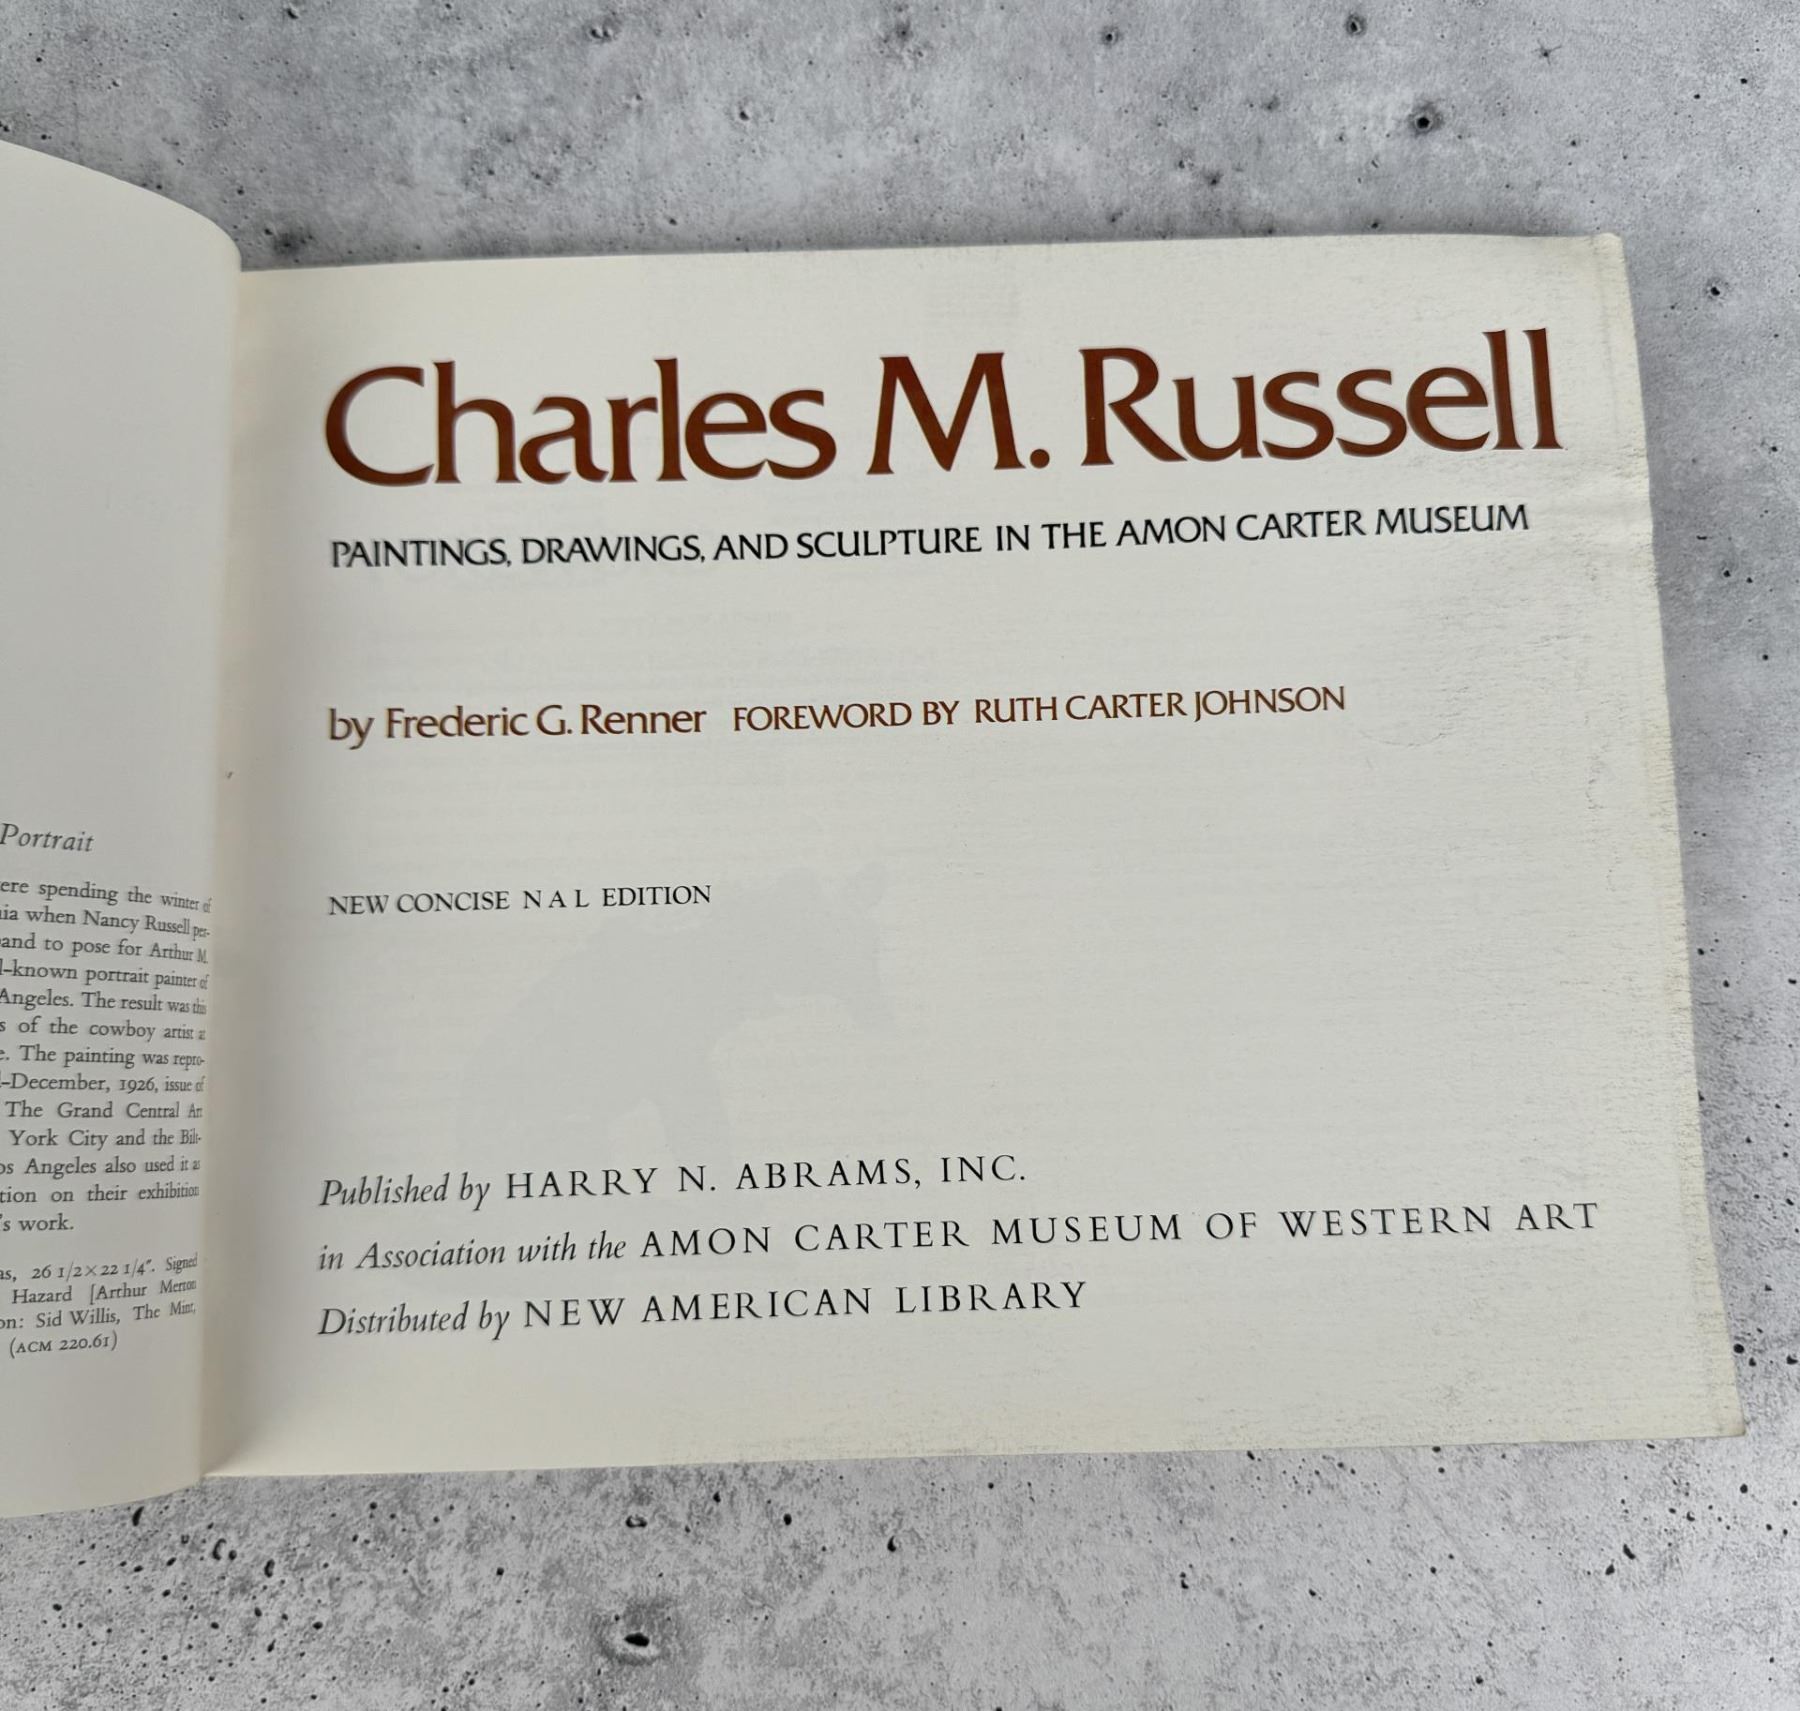 Portrait
ere spending the winter of
ia when Nancy Russell per-
and to pose for Arthur M.
l-known portrait painter of
Angeles. The result was this
s of the cowboy artist at
e. The painting was repro-
l-December, 1926, issue of
The Grand Central Art
York City and the Bilt-
os Angeles also used it as
tion on their exhibition
's work.
as, 26 1/2 × 22 1/4". Signed
Hazard [Arthur Merton
on: Sid Willis, The Mint,
(ACM 220.61)
Charles M. Russell
PAINTINGS, DRAWINGS, AND SCULPTURE IN THE AMON CARTER MUSEUM
by Frederic G. Renner FOREWORD BY RUTH CARTER JOHNSON
NEW CONCISE N A L EDITION
Published by HARRY N. ABRAMS, INC.
in Association with the AMON CARTER MUSEUM OF WESTERN ART
Distributed by NEW AMERICAN LIBRARY